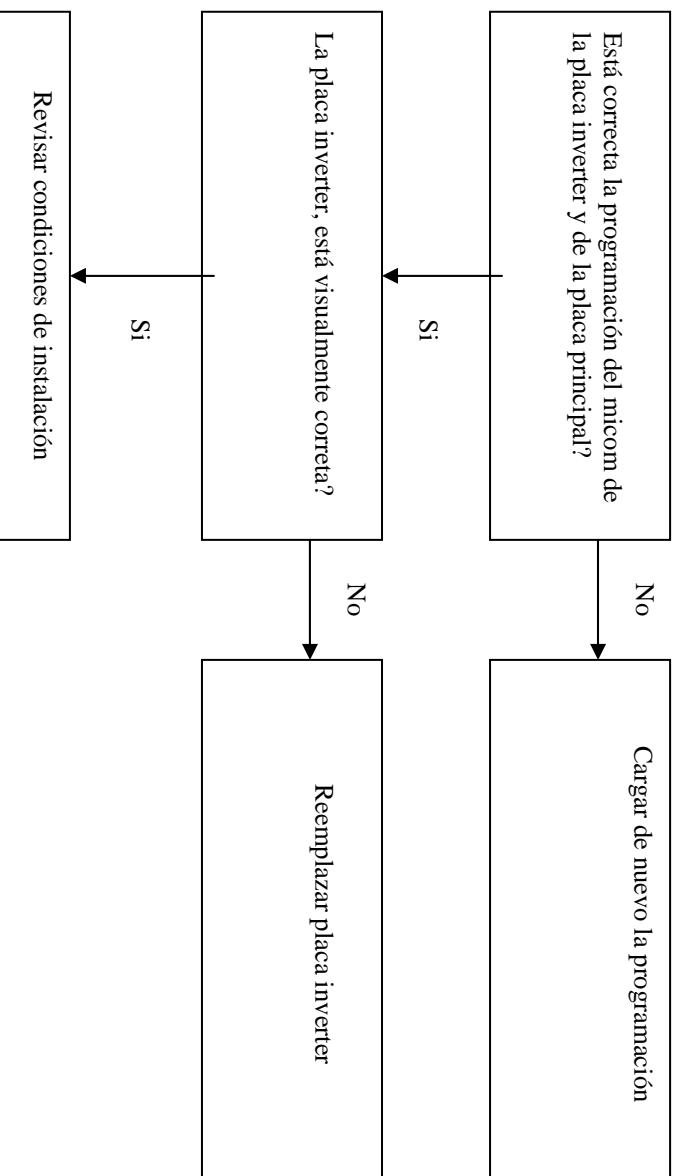 Está correcta la programación del micom de
la placa inverter y de la placa principal?
No
Cargar de nuevo la programación
Si
La placa inverter, está visualmente correta?
No
Reemplazar placa inverter
Si
Revisar condiciones de instalación